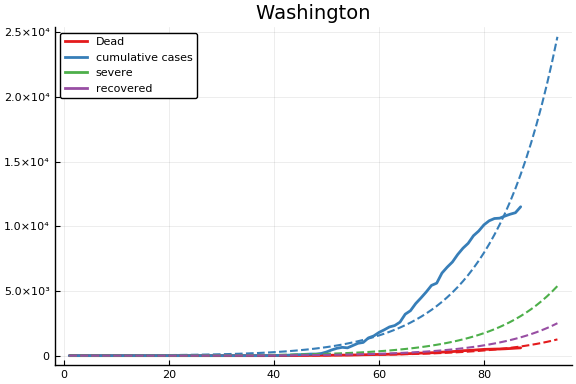 Washington
2.5×10⁴
2.0×10⁴
1.5×10⁴
1.0×10⁴
5.0×10³
0
Dead
cumulative cases
severe
recovered
0 20 40 60 80